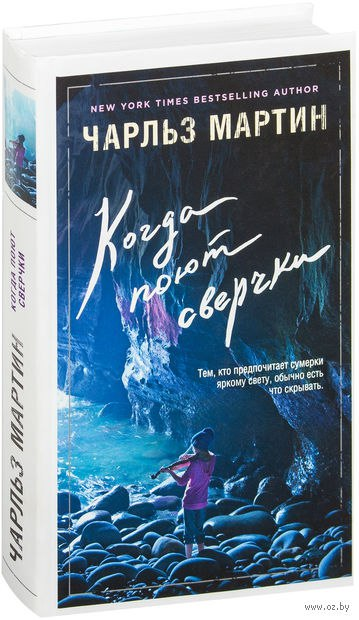 NEW YORK TIMES BESTSELLING AUTHOR
ЧАРЛЬЗ МАРТИН
Когда
поют
сверчки
Тем, кто предпочитает сумерки
яркому свету, обычно есть
что скрывать.
КОГДА ПОЮТ
СВЕРЧКИ
ЧАРЛЬЗ МАРТИН
www.oz.by